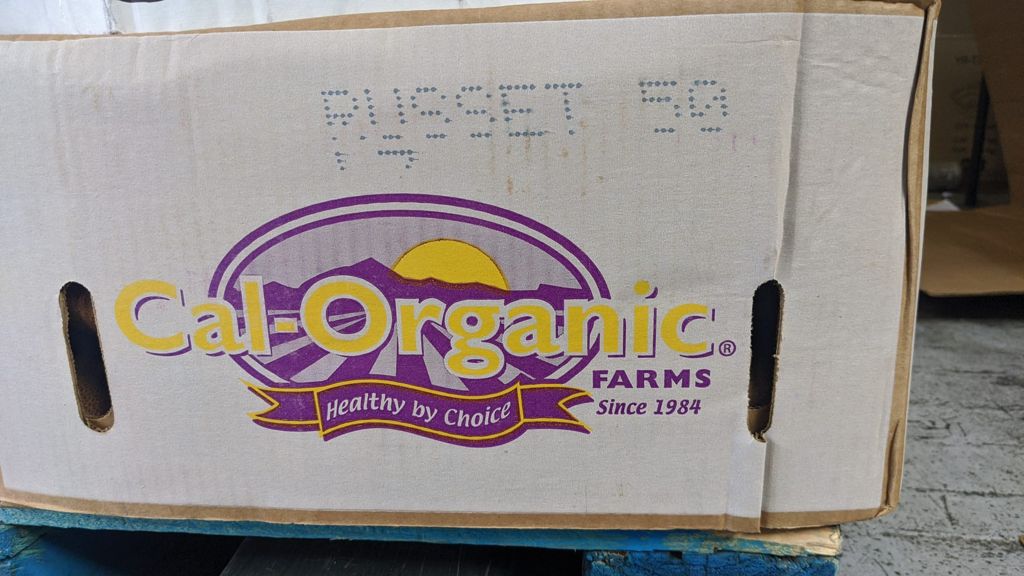 RUSSET 50
Cal-Organic®
FARMS
Healthy by Choice
Since 1984